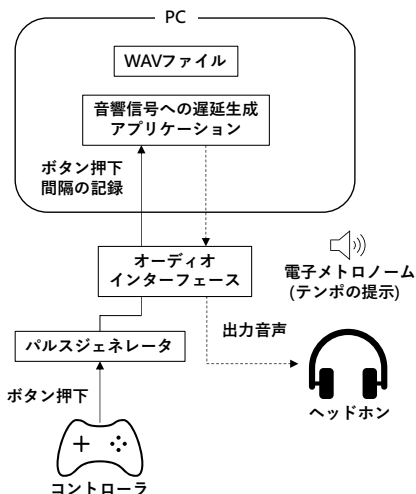 PC
WAVファイル
音響信号への遅延生成
アプリケーション
ボタン押下
間隔の記録
オーディオ
インターフェース
電子メトロノーム
(テンポの提示)
出力音声
パルスジェネレータ
ボタン押下
ヘッドホン
コントローラ